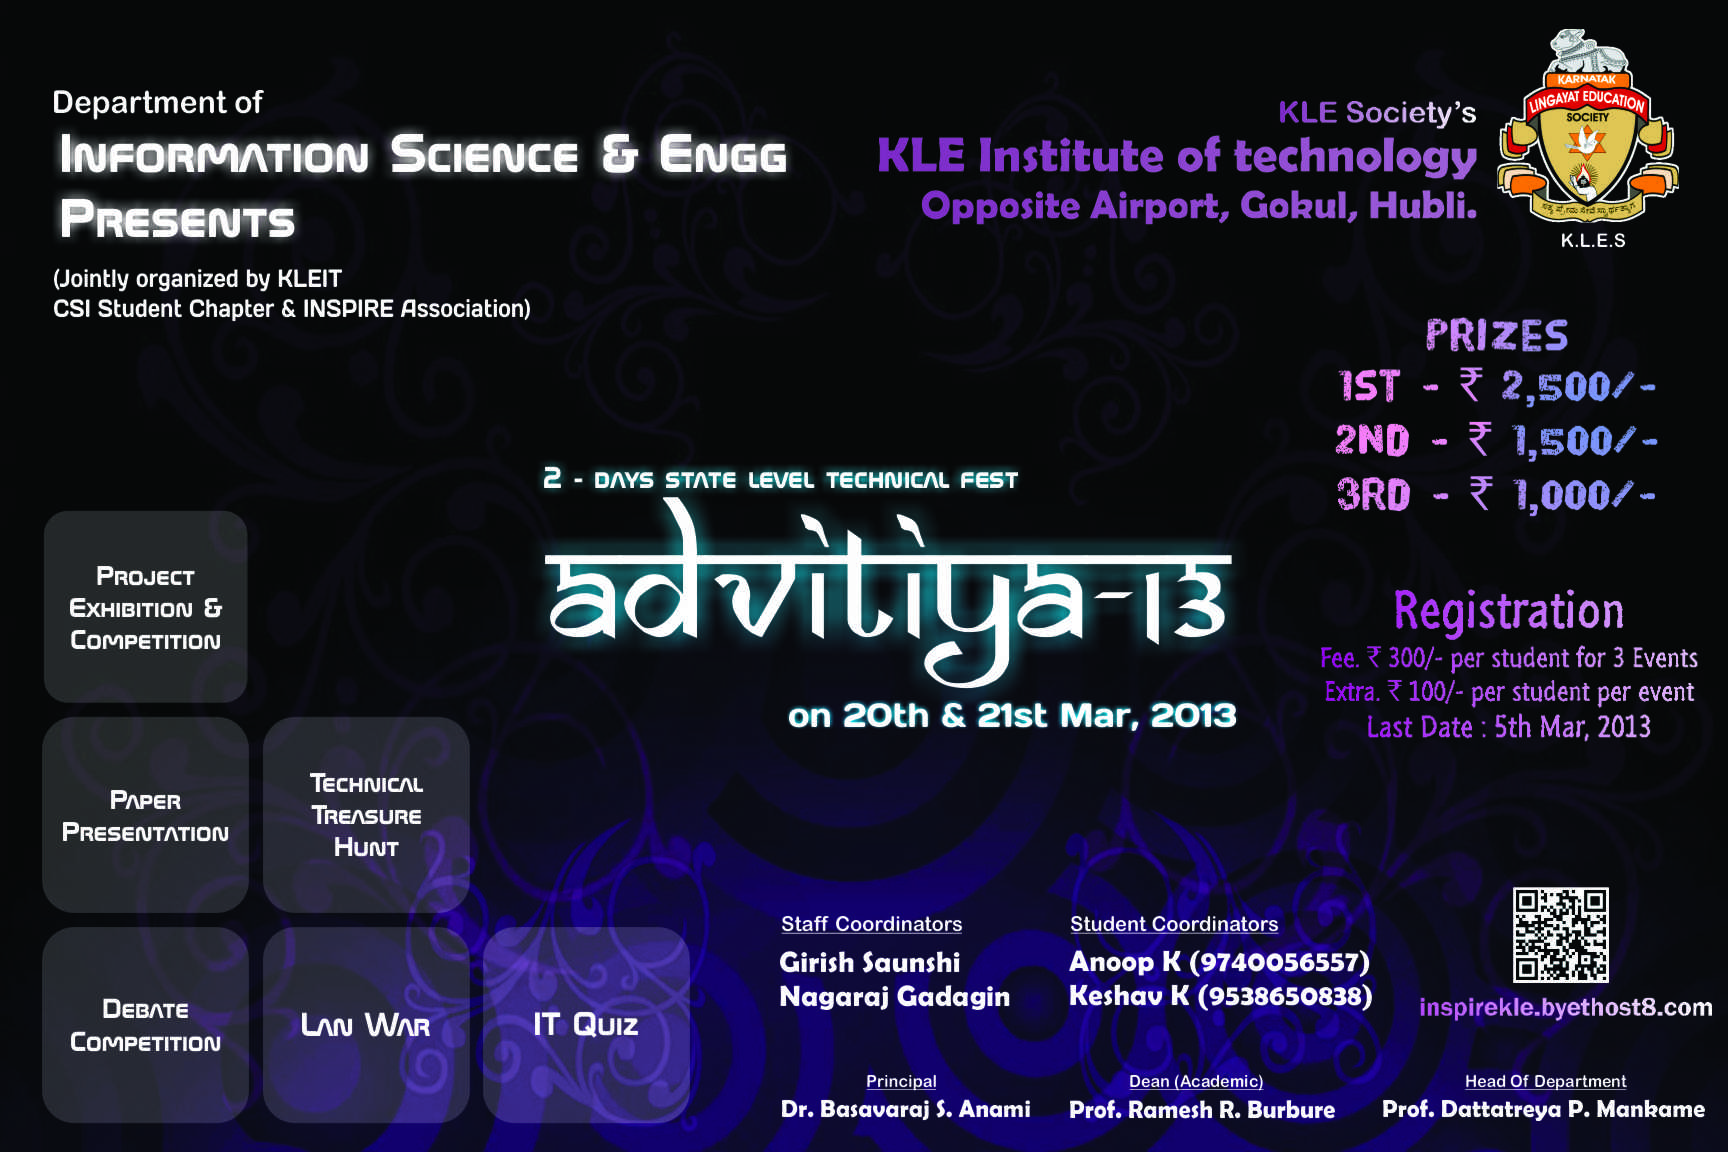 Department of
Information Science & Engg
Presents
(Jointly organized by KLEIT
CSI Student Chapter & INSPIRE Association)
KLE Society's
KLE Institute of technology
Opposite Airport, Gokul, Hubli.
KARNATAK
LINGAYAT EDUCATION
SOCIETY
K.L.E.S
PRIZES
1ST - ₹ 2,500/-
2ND - ₹ 1,500/-
3RD - ₹ 1,000/-
2 - DAYS STATE LEVEL TECHNICAL FEST
advitiya-13
on 20th & 21st Mar, 2013
Registration
Fee. ₹ 300/- per student for 3 Events
Extra. ₹ 100/- per student per event
Last Date : 5th Mar, 2013
Project
Exhibition &
Competition
Paper
Presentation
Technical
Treasure
Hunt
Debate
Competition
Lan War
IT Quiz
Staff Coordinators
Girish Saunshi
Nagaraj Gadagin
Student Coordinators
Anoop K (9740056557)
Keshav K (9538650838)
inspirekle.byethost8.com
Principal
Dr. Basavaraj S. Anami
Dean (Academic)
Prof. Ramesh R. Burbure
Head Of Department
Prof. Dattatreya P. Mankame